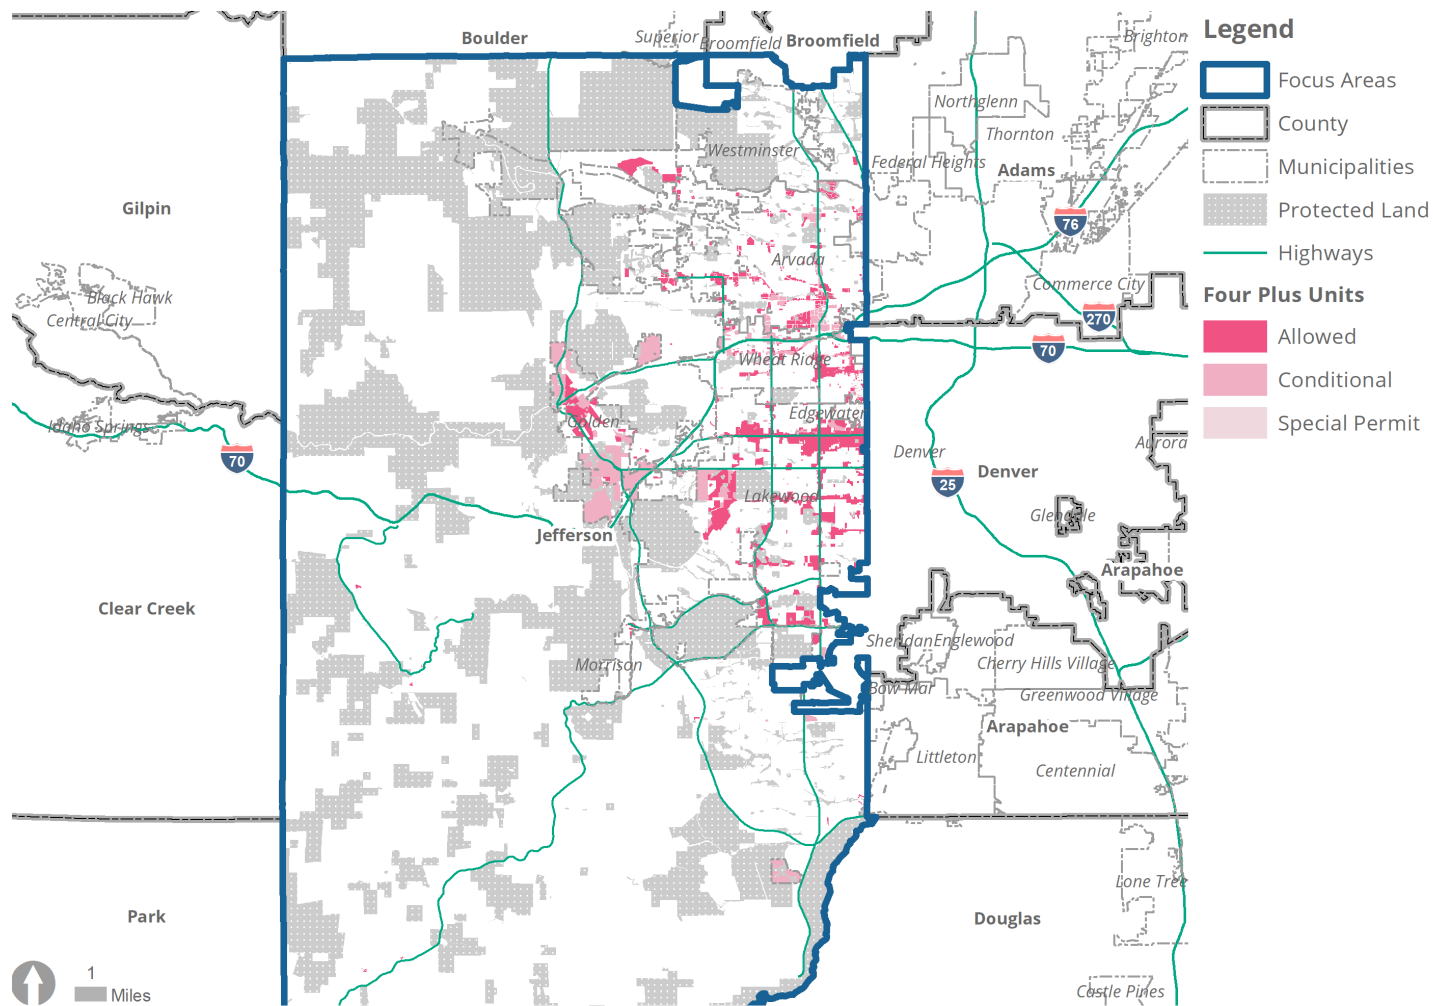 Boulder
Superior
Broomfield
Broomfield
Brighton
Northglenn
Thornton
Westminster
Federal Heights
Adams
Gilpin
76
Arvada
Commerce City
Black Hawk
Central City
270
70
Wheat Ridge
Edgewater
Golden
Idaho Springs
Aurora
Denver
70
Denver
25
Lakewood
Glendale
Jefferson
Arapahoe
Clear Creek
Sheridan
Englewood
Cherry Hills Village
Morrison
Bow Mar
Greenwood Village
Arapahoe
Littleton
Centennial
Lone Tree
Park
Douglas
Castle Pines
1
Miles
Legend
Focus Areas
County
Municipalities
Protected Land
Highways
Four Plus Units
Allowed
Conditional
Special Permit